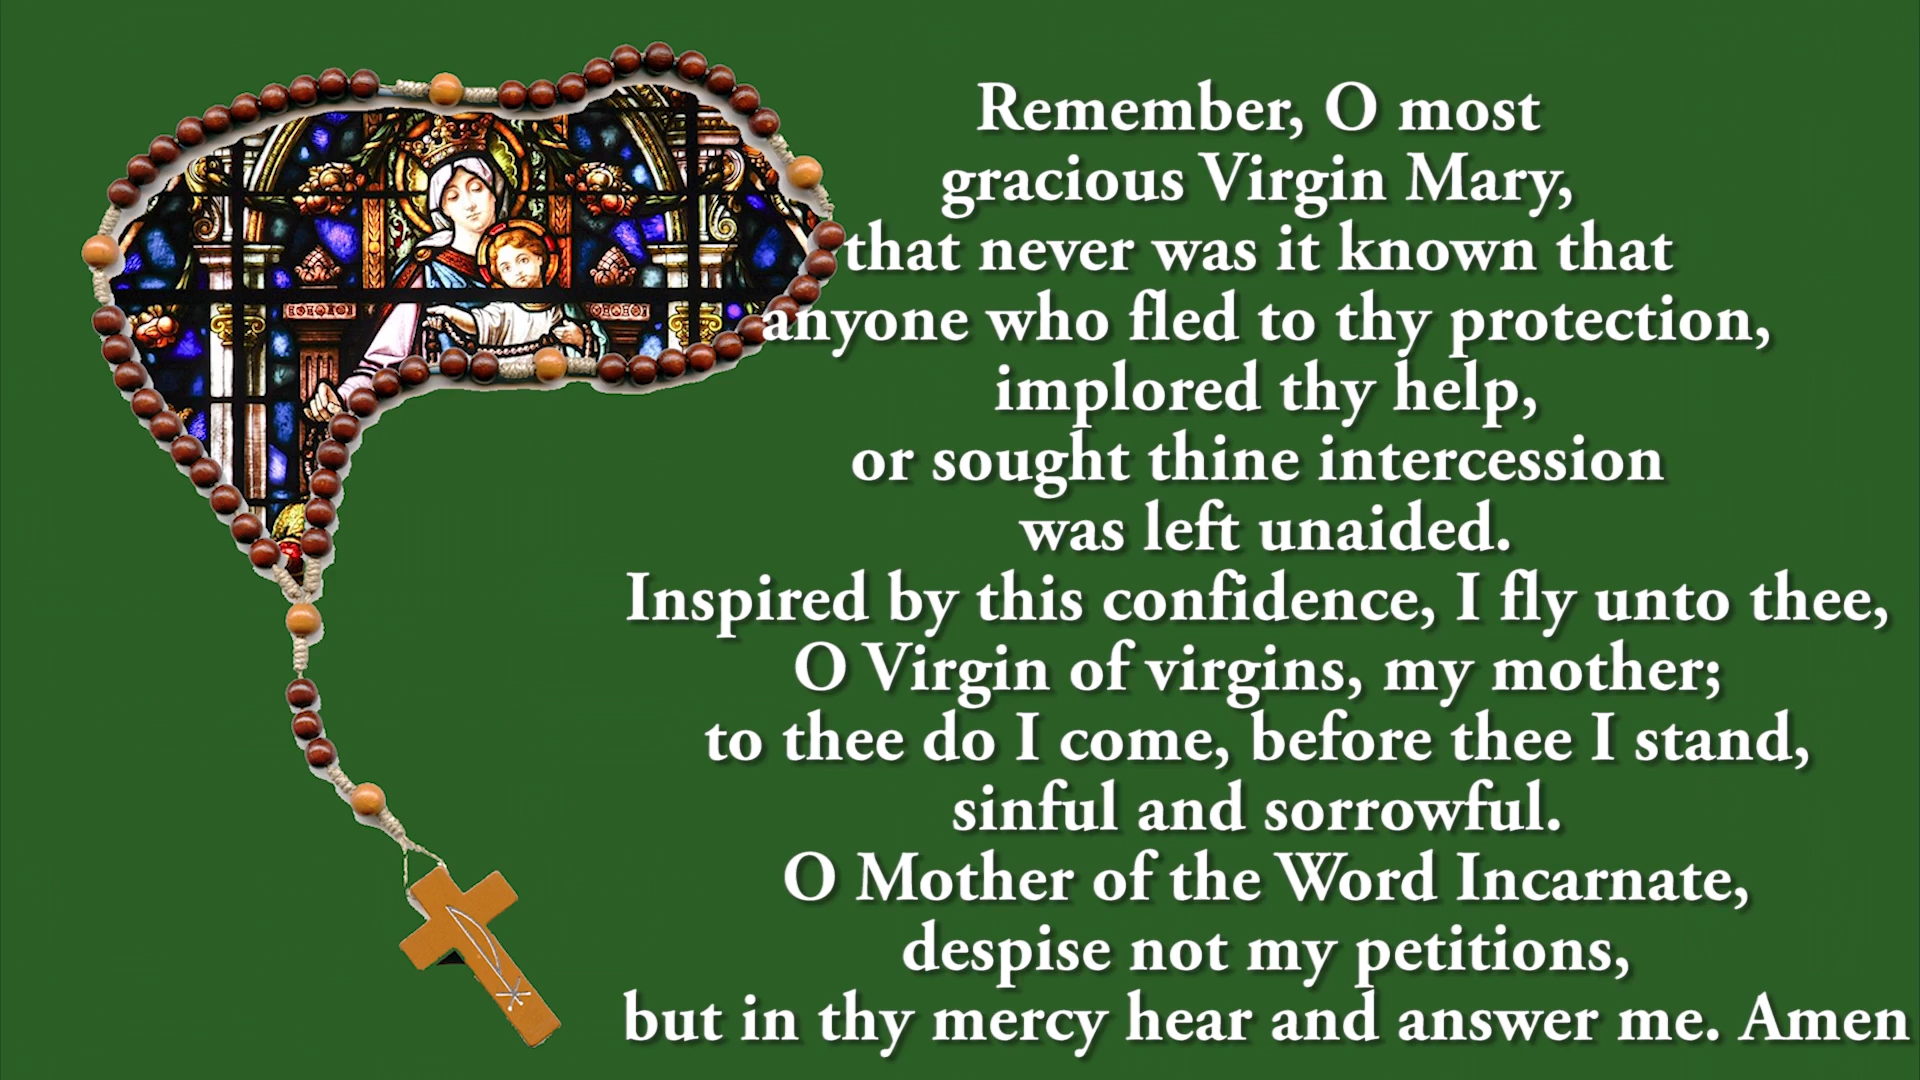 Remember, O most
gracious Virgin Mary,
that never was it known that
anyone who fled to thy protection,
implored thy help,
or sought thine intercession
was left unaided.
Inspired by this confidence, I fly unto thee,
O Virgin of virgins, my mother;
to thee do I come, before thee I stand,
sinful and sorrowful.
O Mother of the Word Incarnate,
despise not my petitions,
but in thy mercy hear and answer me. Amen